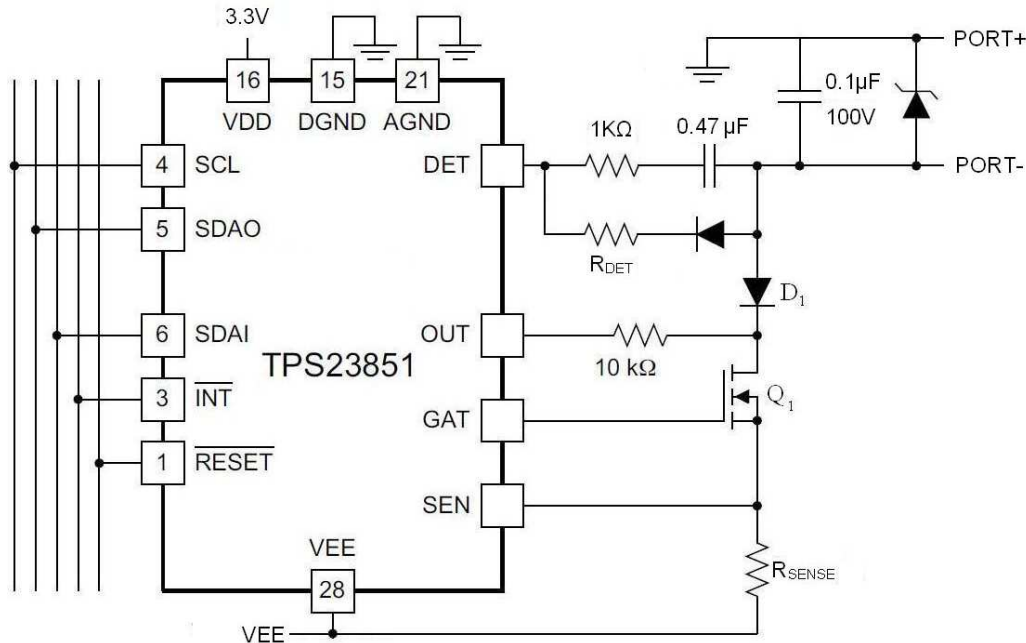 3.3V
PORT+
16
15
21
VDD
DGND
AGND
0.1µF
100V
1KΩ
0.47 µF
4
SCL
DET
PORT-
5
SDAO
RDET
D1
6
SDAI
OUT
10 kΩ
TPS23851
3
INT
GAT
Q1
1
RESET
SEN
VEE
RSENSE
28
VEE